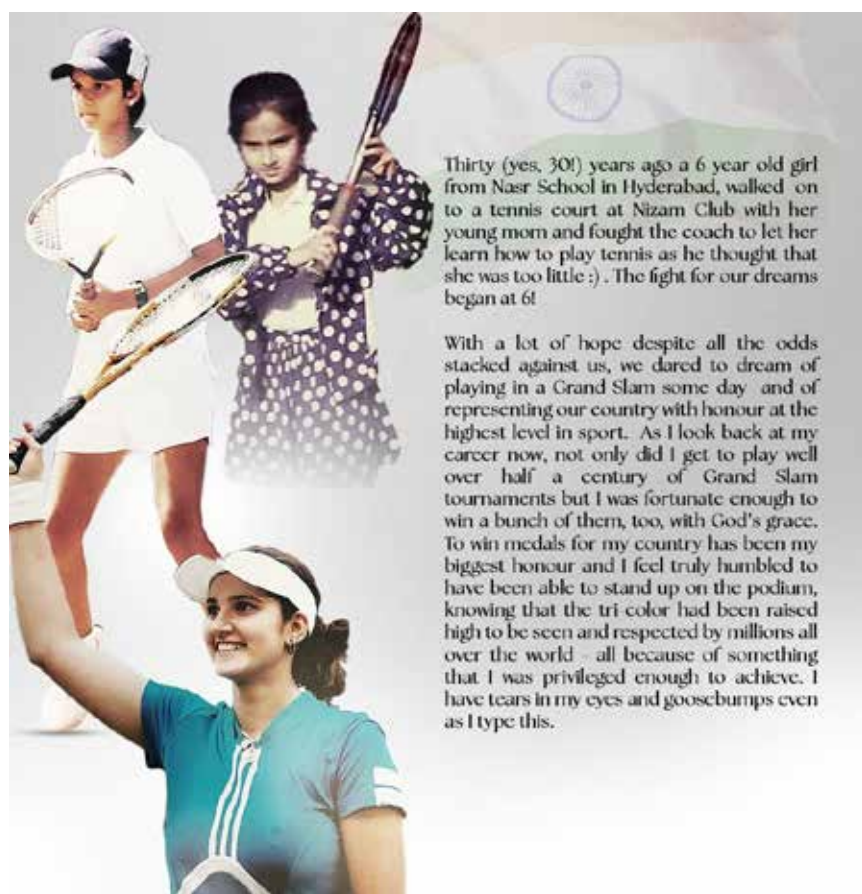 Thirty (yes, 30!) years ago a 6 year old girl
from Nasr School in Hyderabad, walked on
to a tennis court at Nizam Club with her
young mom and fought the coach to let her
learn how to play tennis as he thought that
she was too little :) . The fight for our dreams
began at 6!
With a lot of hope despite all the odds
stacked against us, we dared to dream of
playing in a Grand Slam some day and of
representing our country with honour at the
highest level in sport. As I look back at my
career now, not only did I get to play well
over half a century of Grand Slam
tournaments but I was fortunate enough to
win a bunch of them, too, with God's grace.
To win medals for my country has been my
biggest honour and I feel truly humbled to
have been able to stand up on the podium,
knowing that the tri color had been raised
high to be seen and respected by millions all
over the world - all because of something
that I was privileged enough to achieve. I
have tears in my eyes and goosebumps even
as I type this.